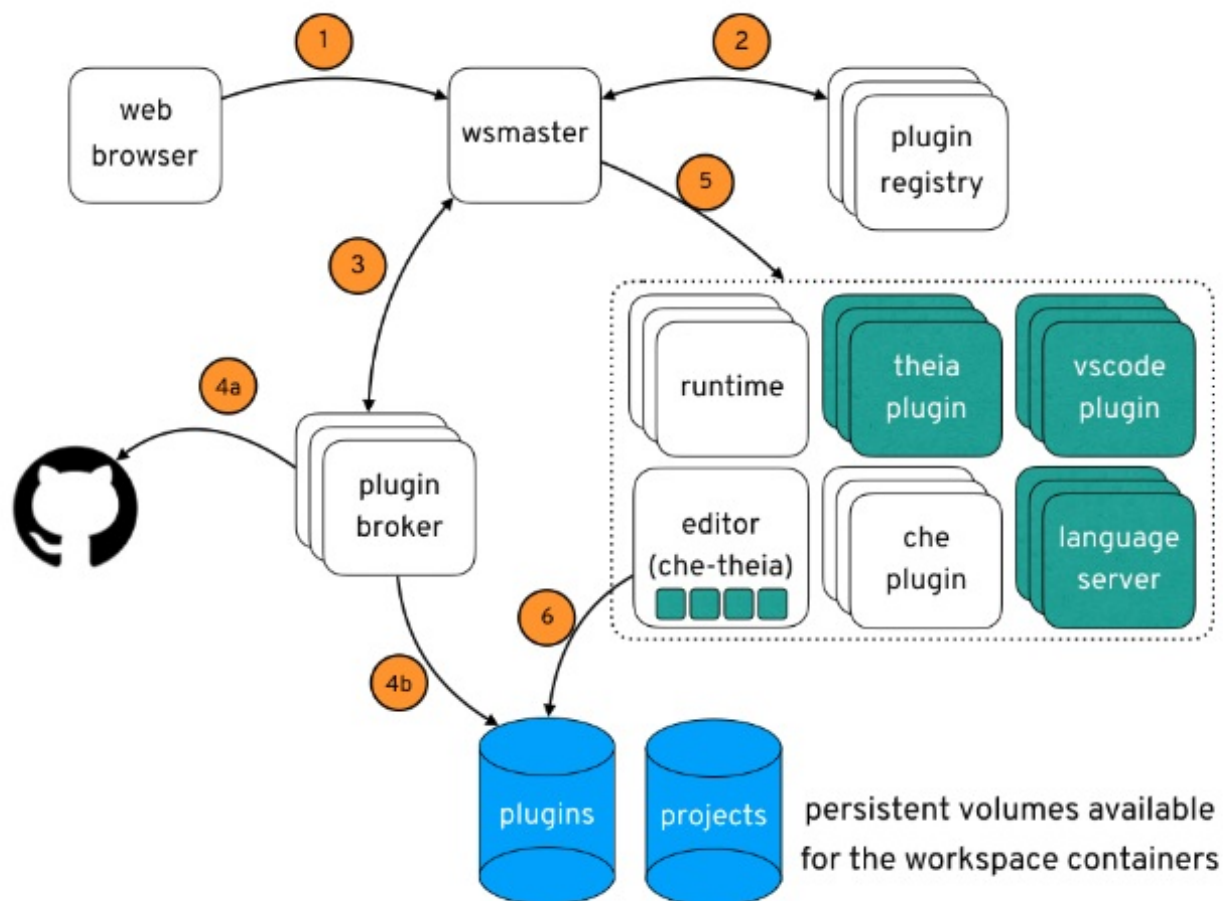 1
2
web
browser
wsmaster
plugin
registry
5
3
4a
runtime
theia
plugin
vscode
plugin
plugin
broker
editor
(che-theia)
che
plugin
language
server
6
4b
plugins
projects
persistent volumes available
for the workspace containers